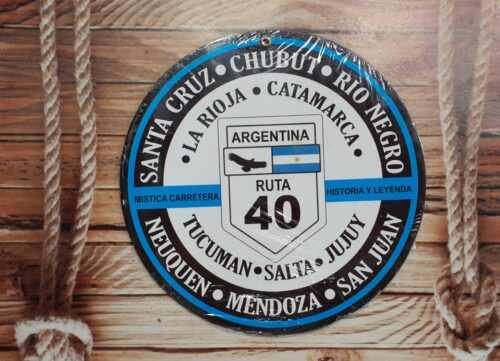 SANTA CRUZ • CHUBUT • RIO NEGRO
• LA RIOJA • CATAMARCA •
ARGENTINA
RUTA
40
MISTICA CARRETERA
HISTORIA Y LEYENDA
TUCUMAN • SALTA • JUJUY
NEUQUEN • MENDOZA • SAN JUAN